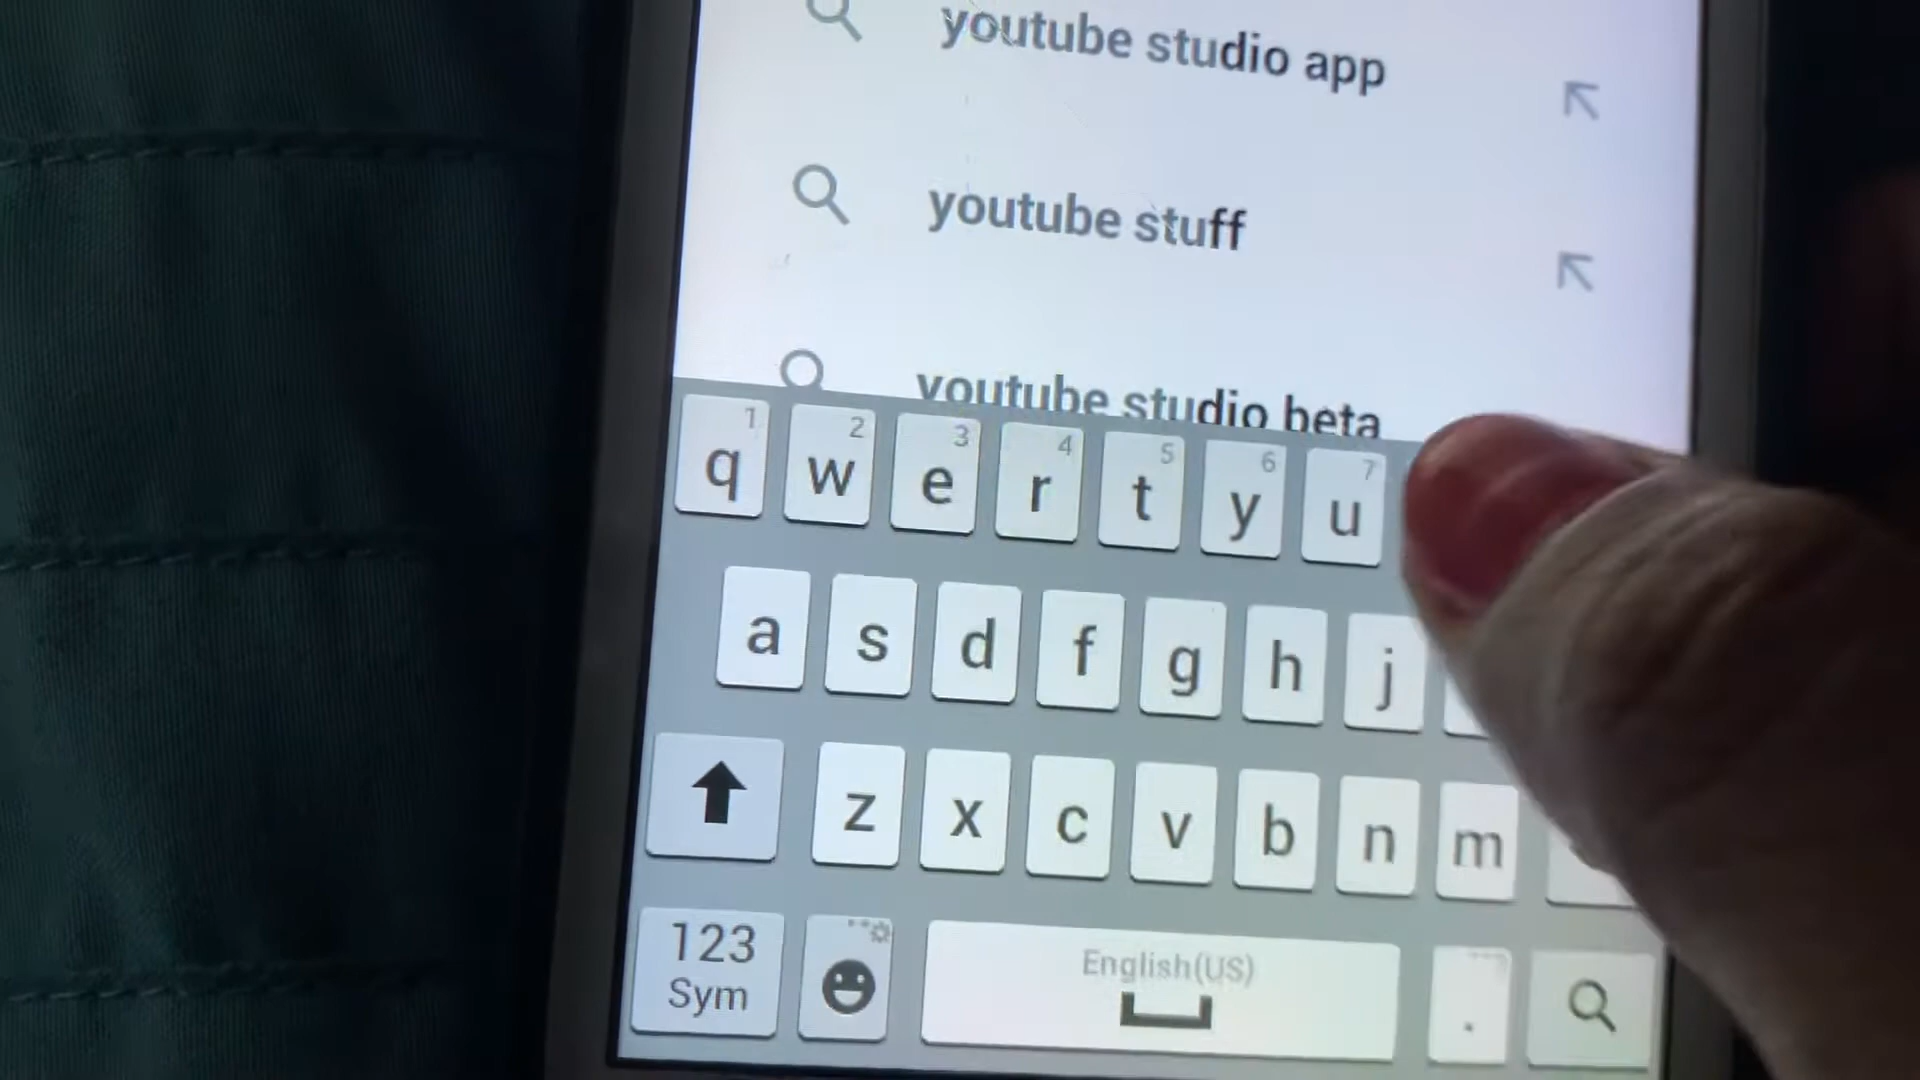 youtube studio app
youtube stuff
youtube studio beta
1 2 3 4 5 6 7
q w e r t y u
a s d f g h j
z x c v b n m
123 English(US)
Sym .